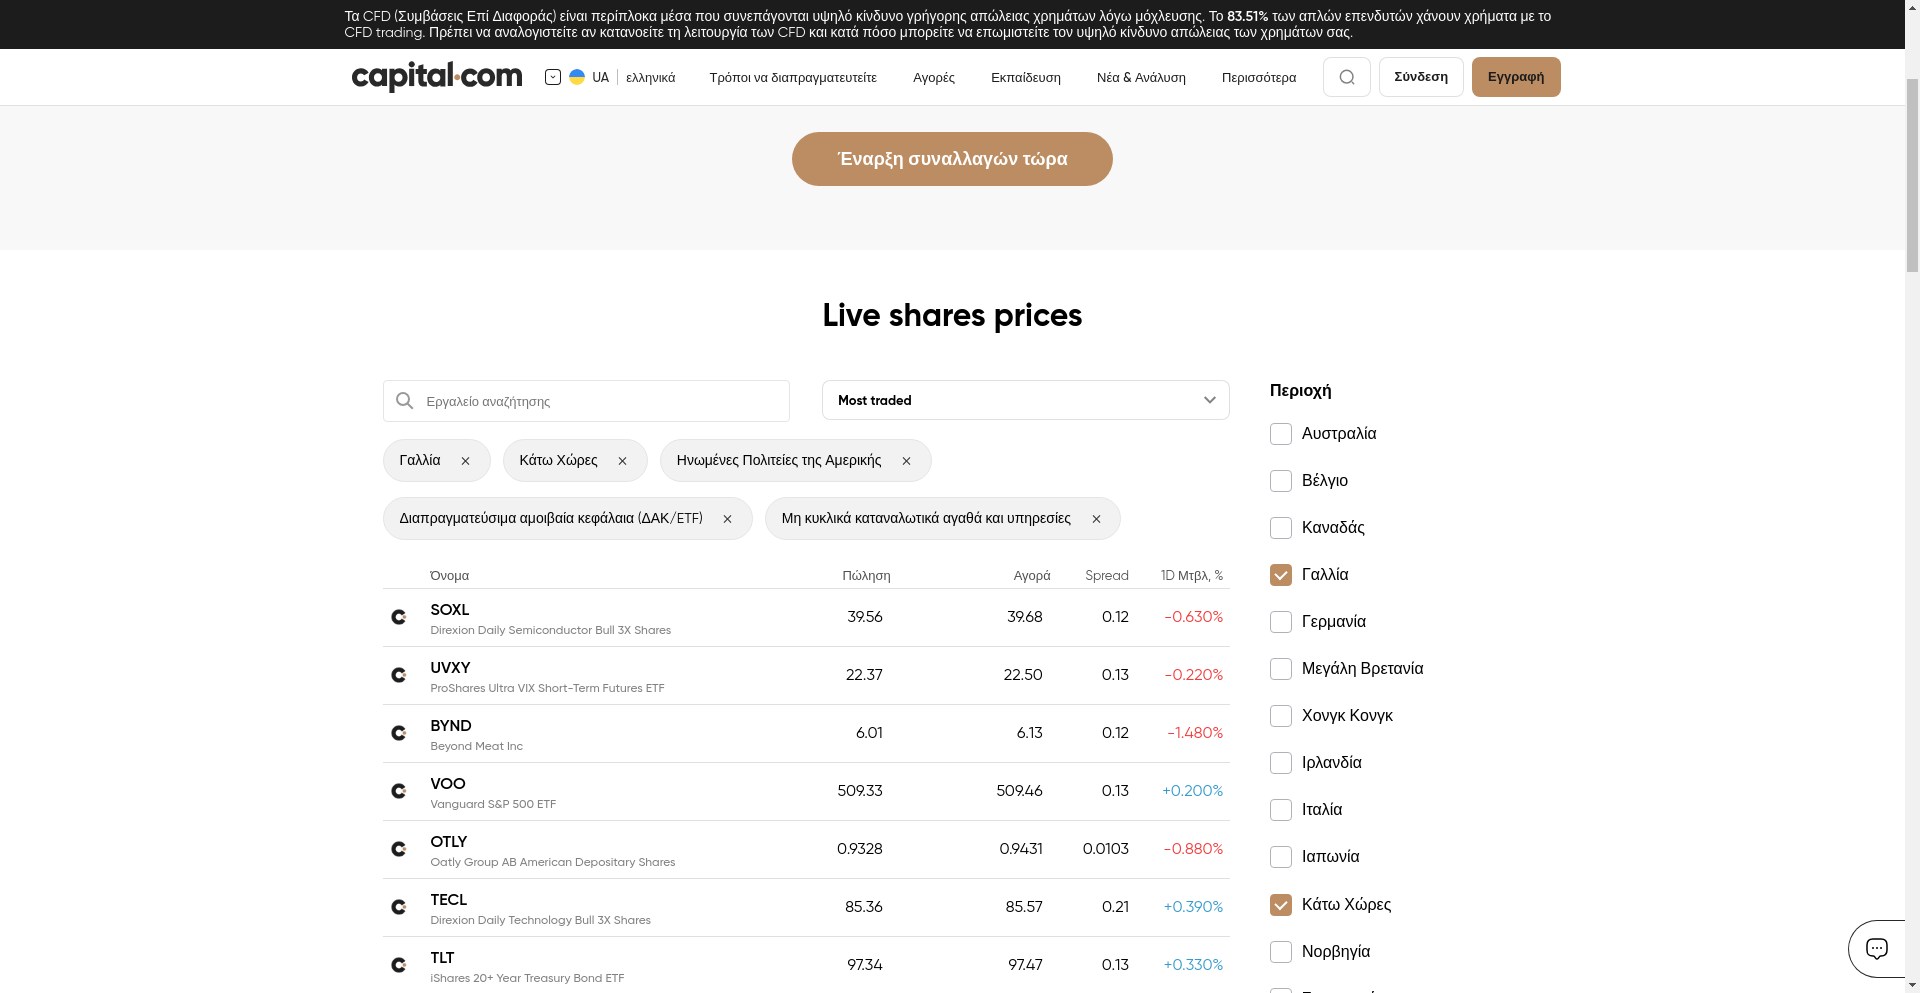 Τα CFD (Συμβάσεις Επί Διαφοράς) είναι περίπλοκα μέσα που συνεπάγονται υψηλό κίνδυνο γρήγορης απώλειας χρημάτων λόγω μόχλευσης. Το 83.51% των απλών επενδυτών χάνουν χρήματα με το
CFD trading. Πρέπει να αναλογιστείτε αν κατανοείτε τη λειτουργία των CFD και κατά πόσο μπορείτε να επωμιστείτε τον υψηλό κίνδυνο απώλειας των χρημάτων σας.
capital.com UA ελληνικά Τρόποι να διαπραγματευτείτε Αγορές Εκπαίδευση Νέα & Ανάλυση Περισσότερα Σύνδεση Εγγραφή
Έναρξη συναλλαγών τώρα
Live shares prices
Εργαλείο αναζήτησης Most traded
Γαλλία Κάτω Χώρες Ηνωμένες Πολιτείες της Αμερικής
Διαπραγματεύσιμα αμοιβαία κεφάλαια (ΔΑΚ/ETF) Μη κυκλικά καταναλωτικά αγαθά και υπηρεσίες
Όνομα Πώληση Αγορά Spread 1D Μτβλ, %
SOXL 39.56 39.68 0.12 -0.630%
Direxion Daily Semiconductor Bull 3X Shares
UVXY 22.37 22.50 0.13 -0.220%
ProShares Ultra VIX Short-Term Futures ETF
BYND 6.01 6.13 0.12 -1.480%
Beyond Meat Inc
VOO 509.33 509.46 0.13 +0.200%
Vanguard S&P 500 ETF
OTLY 0.9328 0.9431 0.0103 -0.880%
Oatly Group AB American Depositary Shares
TECL 85.36 85.57 0.21 +0.390%
Direxion Daily Technology Bull 3X Shares
TLT 97.34 97.47 0.13 +0.330%
iShares 20+ Year Treasury Bond ETF
Περιοχή
Αυστραλία
Βέλγιο
Καναδάς
Γαλλία
Γερμανία
Μεγάλη Βρετανία
Χονγκ Κονγκ
Ιρλανδία
Ιταλία
Ιαπωνία
Κάτω Χώρες
Νορβηγία